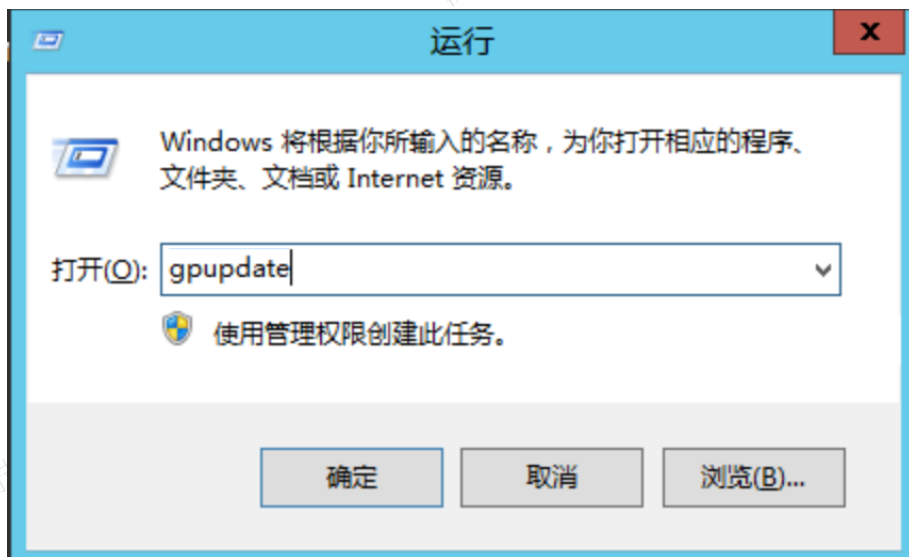 运行
x
Windows 将根据你所输入的名称，为你打开相应的程序、
文件夹、文档或 Internet 资源。
打开(O): gpupdate
使用管理权限创建此任务。
确定 取消 浏览(B)...